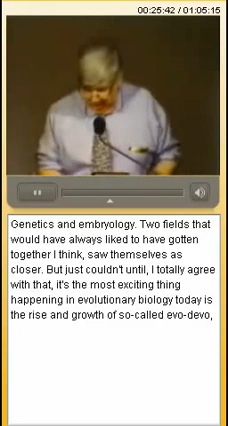 00:25:42 / 01:05:15
Genetics and embryology. Two fields that
would have always liked to have gotten
together I think, saw themselves as
closer. But just couldn't until, I totally agree
with that, it's the most exciting thing
happening in evolutionary biology today is
the rise and growth of so-called evo-devo,